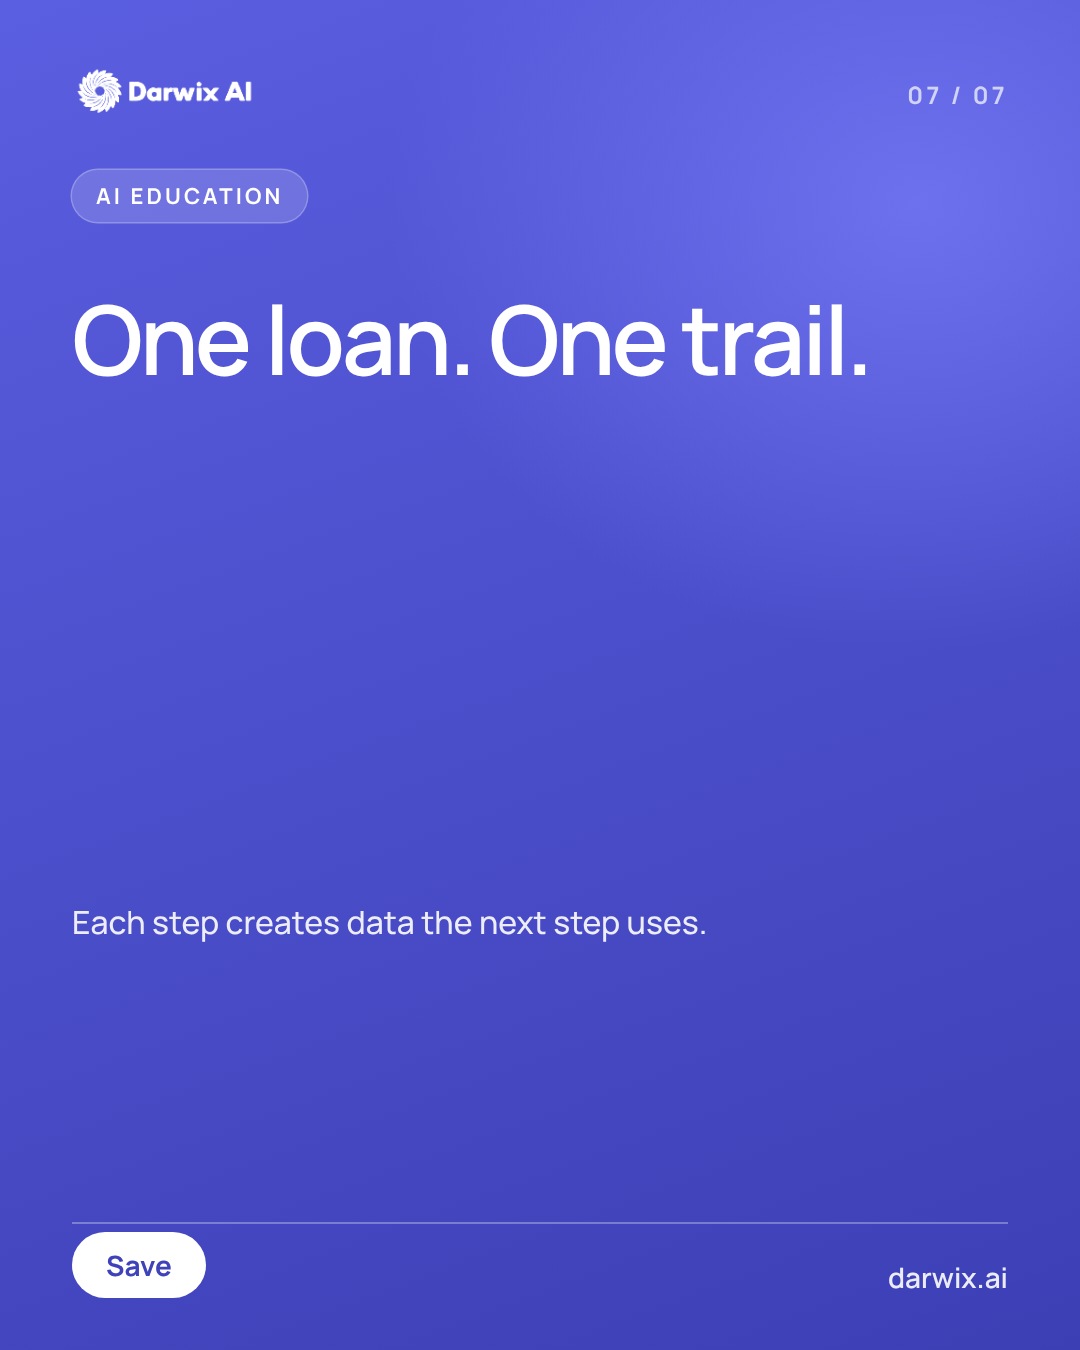 Darwix AI
07 / 07
AI EDUCATION
One loan. One trail.
Each step creates data the next step uses.
Save
darwix.ai